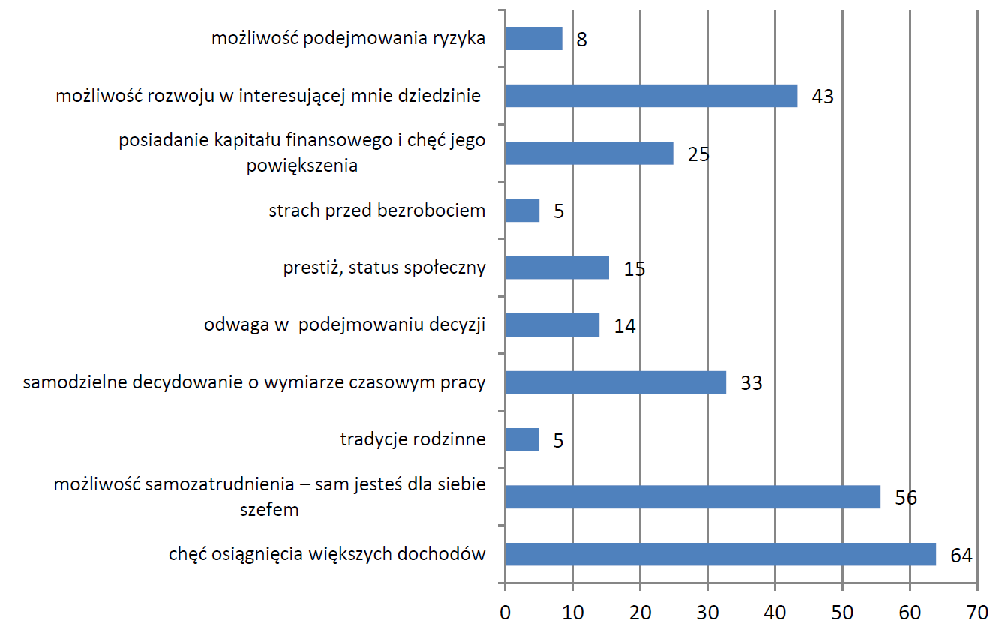 możliwość podejmowania ryzyka
8
możliwość rozwoju w interesującej mnie dziedzinie
43
posiadanie kapitału finansowego i chęć jego
powiększenia
25
strach przed bezrobociem
5
prestiż, status społeczny
15
odwaga w  podejmowaniu decyzji
14
samodzielne decydowanie o wymiarze czasowym pracy
33
tradycje rodzinne
5
możliwość samozatrudnienia – sam jesteś dla siebie
szefem
56
chęć osiągnięcia większych dochodów
64
0 10 20 30 40 50 60 70